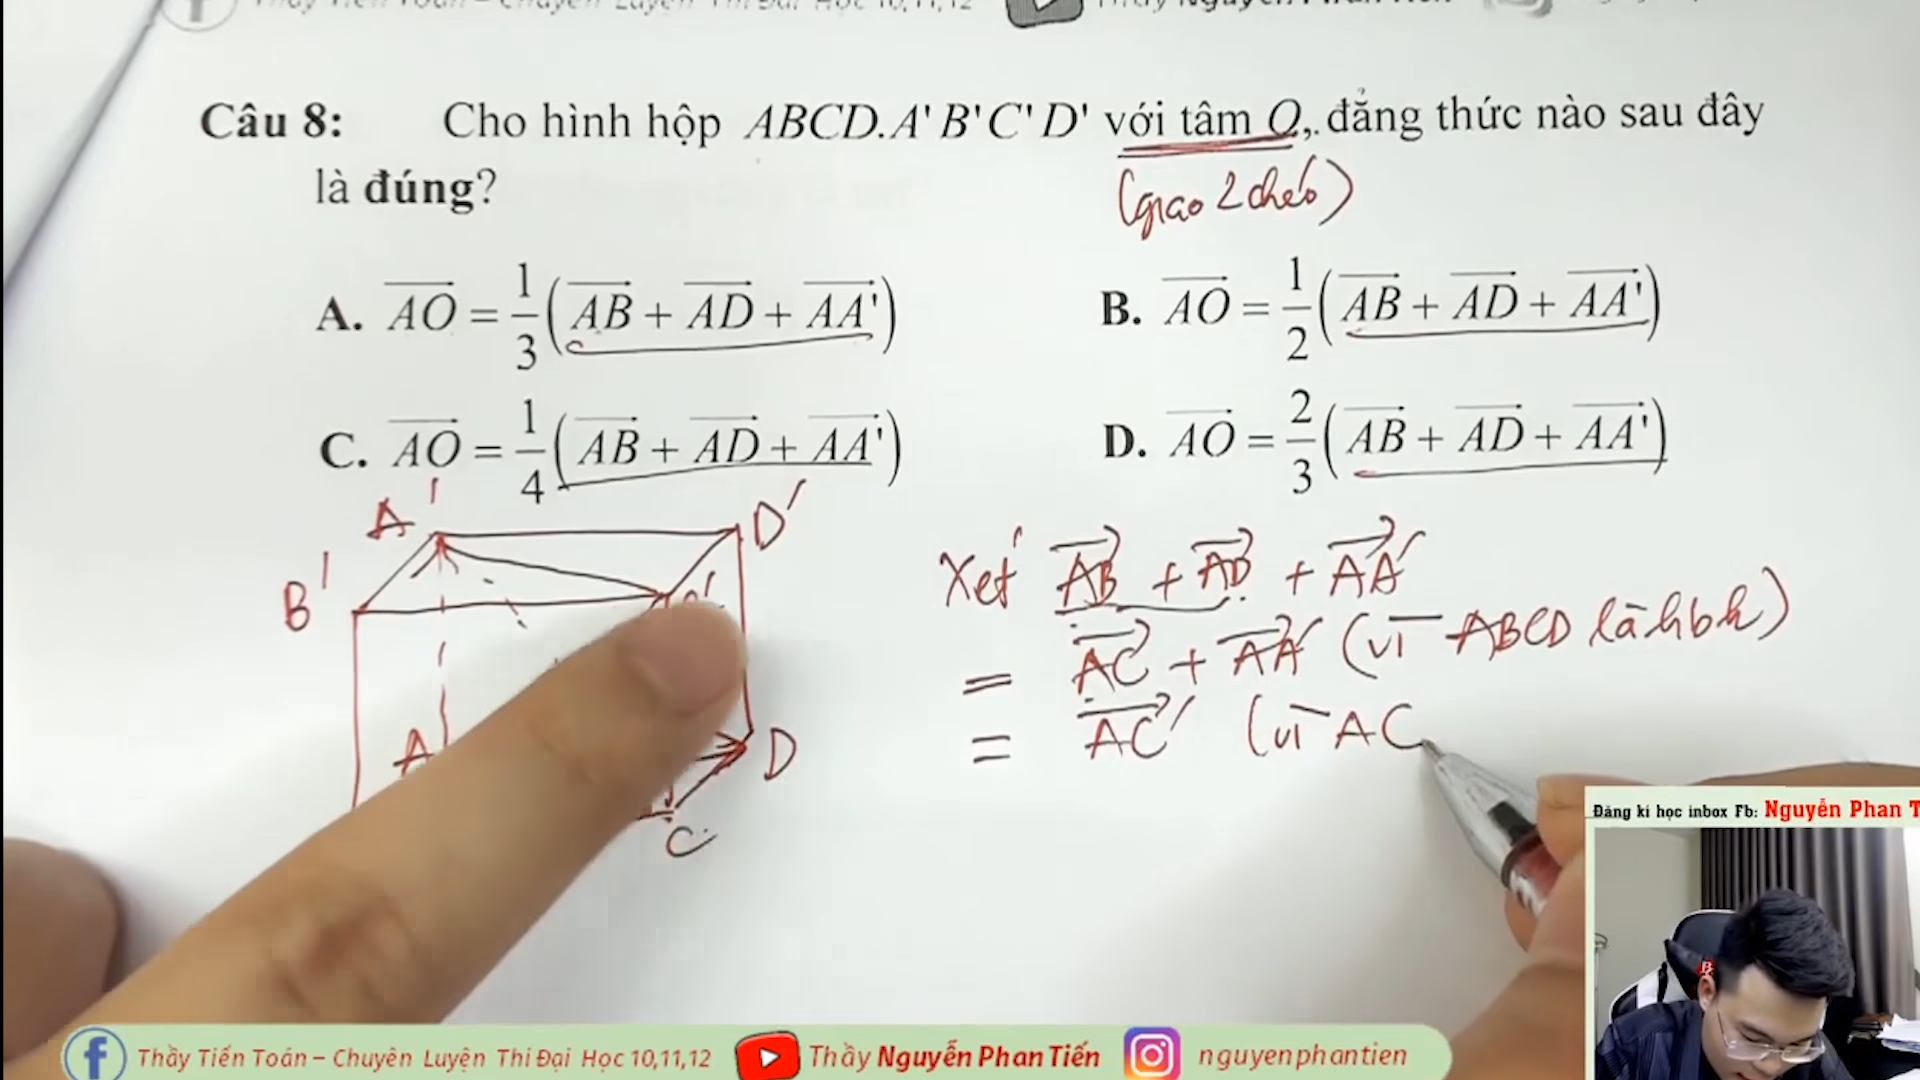 Câu 8: Cho hình hộp ABCD.A'B'C'D' với tâm O, đẳng thức nào sau đây
là đúng?
(giao 2 chéo)
A. AO = 1/3 (AB + AD + AA')
B. AO = 1/2 (AB + AD + AA')
C. AO = 1/4 (AB + AD + AA')
D. AO = 2/3 (AB + AD + AA')
A'
D'
B'
A
D
C
Xét AB + AD + AA'
= AC + AA' (vì ABCD là hbh)
= AC' (vì AC
Đăng kí học inbox Fb: Nguyễn Phan T
Thầy Tiến Toán – Chuyên Luyện Thi Đại Học 10,11,12
Thầy Nguyễn Phan Tiến
nguyenphantien